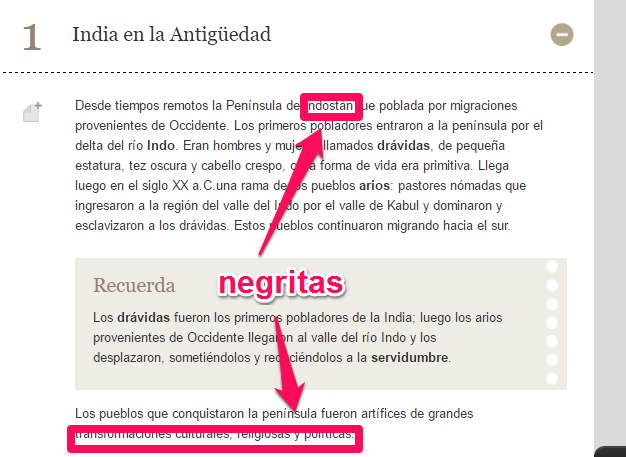 1 India en la Antigüedad
Desde tiempos remotos la Península de Indostán fue poblada por migraciones
provenientes de Occidente. Los primeros pobladores entraron a la península por el
delta del río Indo. Eran hombres y mujeres llamados drávidas, de pequeña
estatura, tez oscura y cabello crespo, cuya forma de vida era primitiva. Llega
luego en el siglo XX a.C.una rama de los pueblos arios: pastores nómadas que
ingresaron a la región del valle del Indo por el valle de Kabul y dominaron y
esclavizaron a los drávidas. Estos pueblos continuaron migrando hacia el sur.
negritas
Recuerda
Los drávidas fueron los primeros pobladores de la India; luego los arios
provenientes de Occidente llegaron al valle del río Indo y los
desplazaron, sometiéndolos y reduciéndolos a la servidumbre.
Los pueblos que conquistaron la península fueron artífices de grandes
transformaciones culturales, religiosas y políticas.